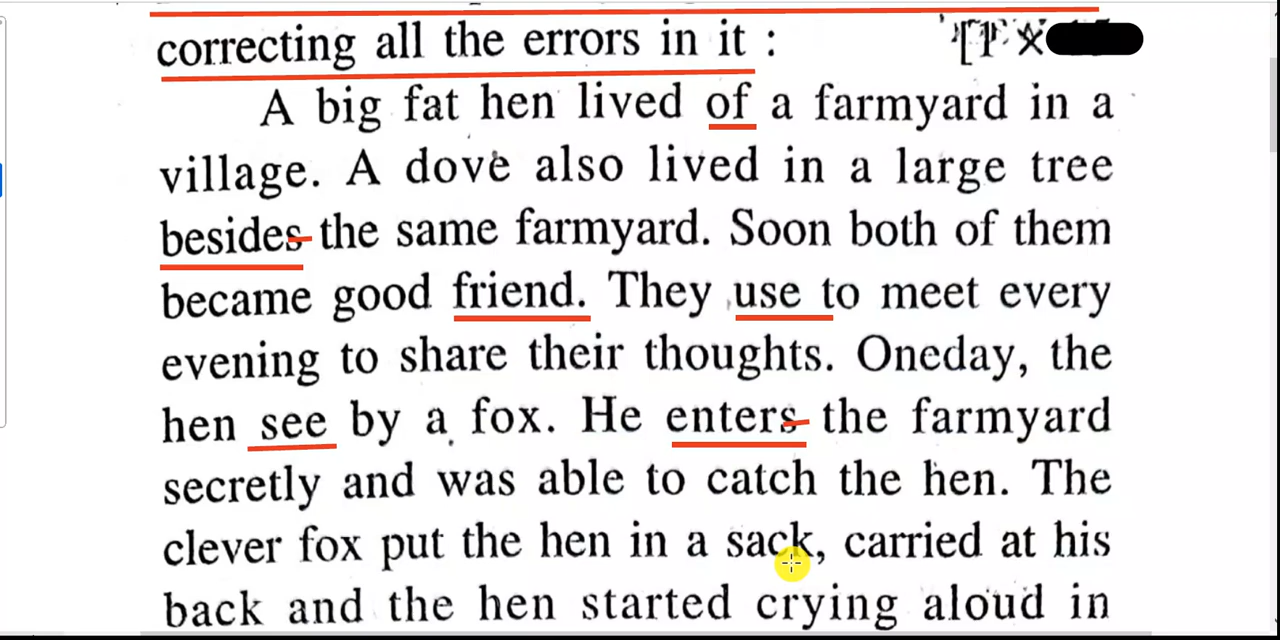 correcting all the errors in it :
A big fat hen lived of a farmyard in a
village. A dove also lived in a large tree
besides the same farmyard. Soon both of them
became good friend. They use to meet every
evening to share their thoughts. Oneday, the
hen see by a fox. He enters the farmyard
secretly and was able to catch the hen. The
clever fox put the hen in a sack, carried at his
back and the hen started crying aloud in